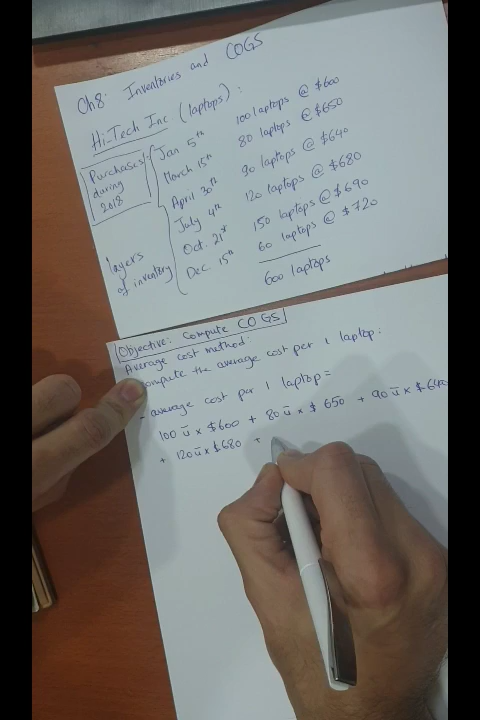 Ch8: Inventories and COGS
Hi-Tech Inc (laptops):
Purchases during 2018
Jan 5th 100 laptops @ $600
March 15th 80 laptops @ $650
April 30th 90 laptops @ $640
July 4th 120 laptops @ $680
Oct. 21st 150 laptops @ $690
Dec. 15th 60 laptops @ $720
layers of inventory
600 laptops
Objective: Compute COGS
Average cost method:
compute the average cost per 1 laptop:
- average cost per 1 laptop =
100 ū x $600 + 80 ū x $ 650 + 90 ū x $640
+ 120 ū x $680 +